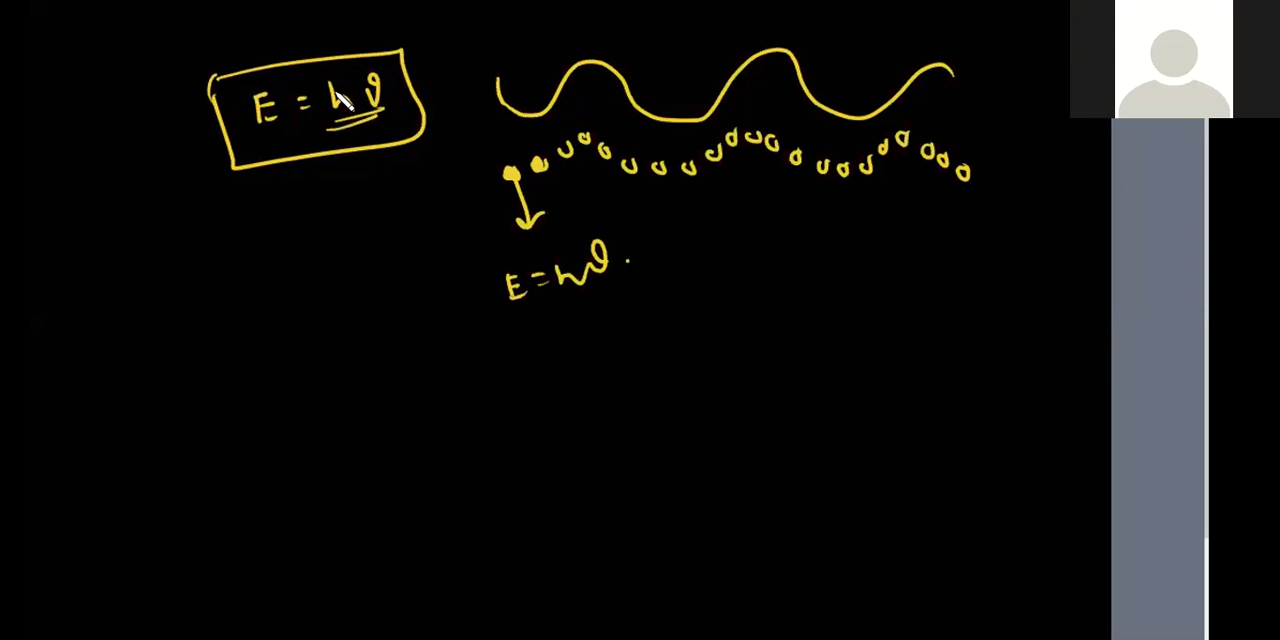 E = hν
E = hν.